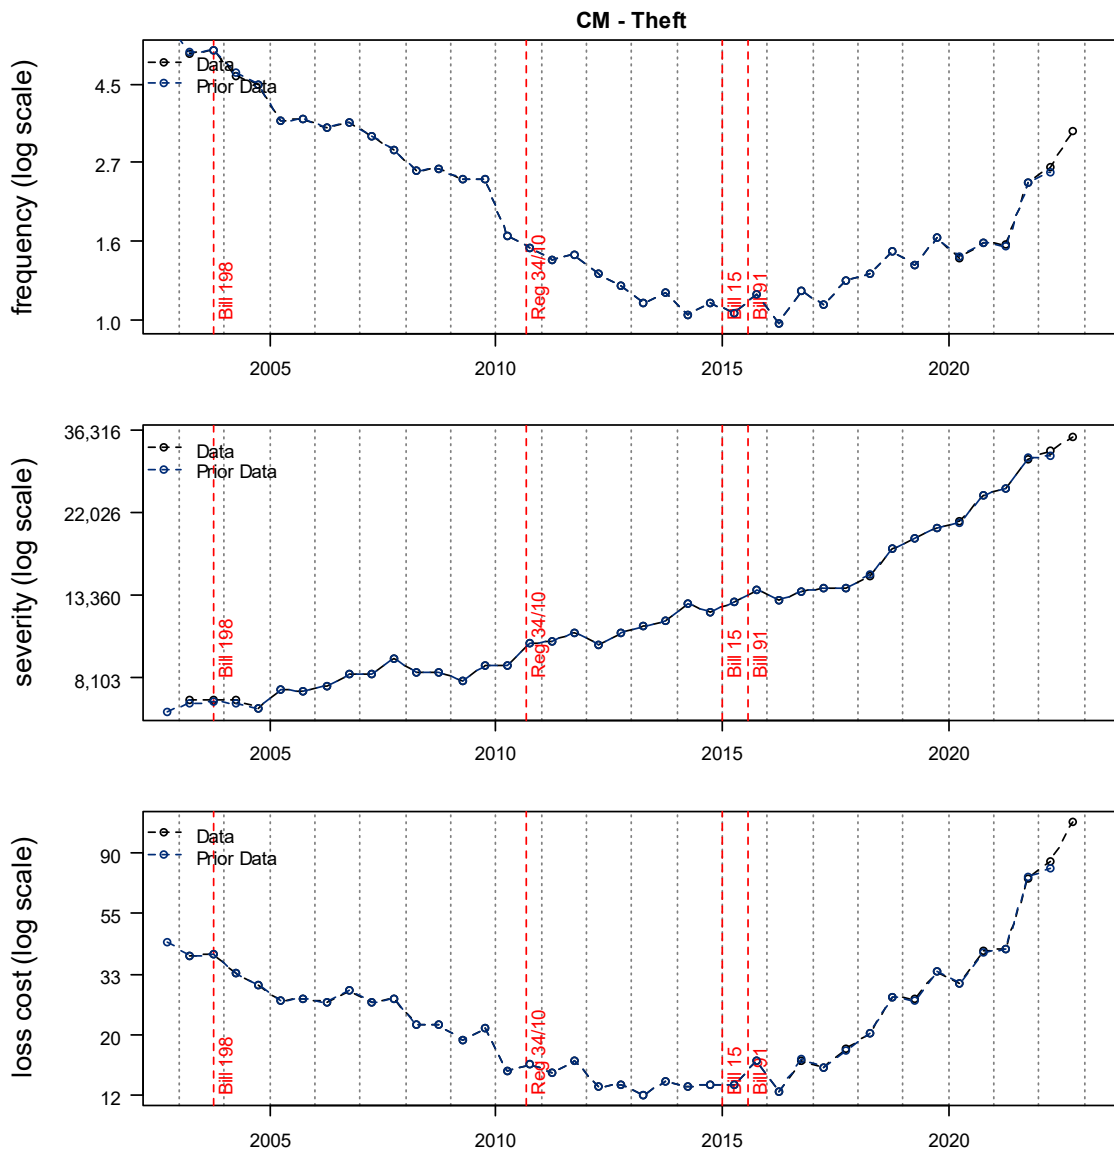 CM - Theft
frequency (log scale)
4.5
2.7
1.6
1.0
Data
Prior Data
Bill 198
Reg 34/10
Bill 15
Bill 91
2005
2010
2015
2020
severity (log scale)
36,316
22,026
13,360
8,103
Data
Prior Data
Bill 198
Reg 34/10
Bill 15
Bill 91
2005
2010
2015
2020
loss cost (log scale)
90
55
33
20
12
Data
Prior Data
Bill 198
Reg 34/10
Bill 15
Bill 91
2005
2010
2015
2020